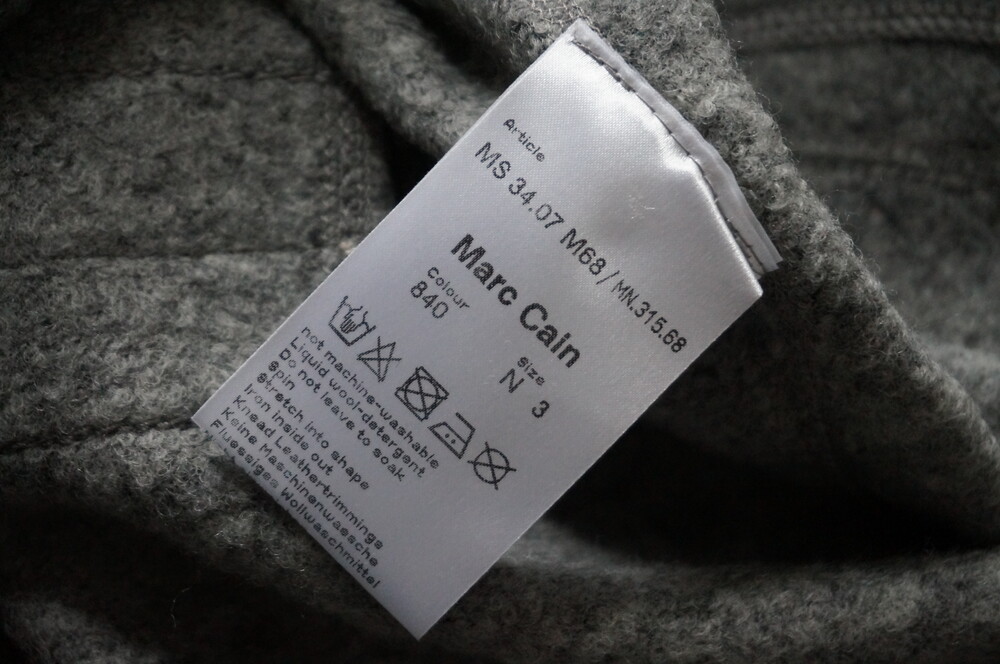 Article
MS 34.07 M68 / MN.315.68
Marc Cain
Colour Size
840 N 3
not machine-washable
Liquid wool-detergent
Do not leave to soak
Spin
Stretch into shape
Iron inside out
Knead Leathertrimmings
Keine Maschinenwaesche
Fluessiges Wollwaschmittel